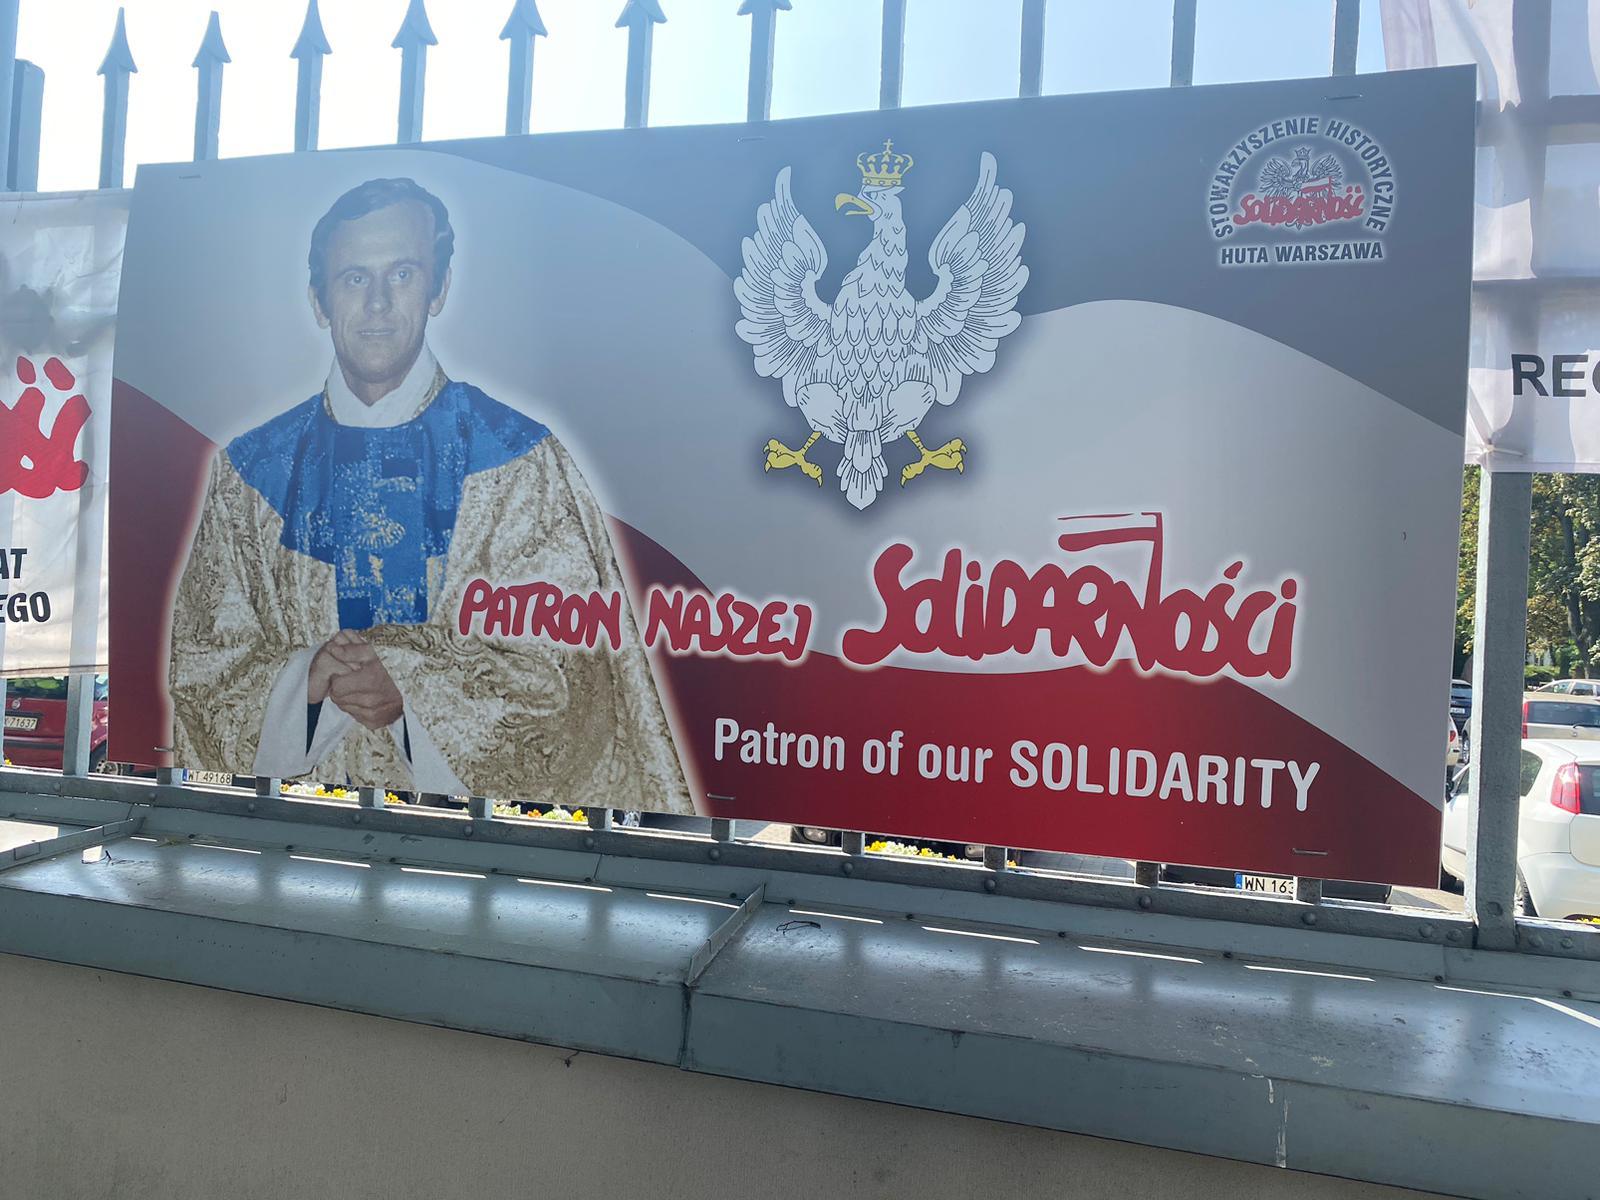 STOWARZYSZENIE HISTORYCZNE
SOLIDARNOŚĆ
HUTA WARSZAWA
PATRON NASZEJ SOLIDARNOŚCI
Patron of our SOLIDARITY
AT
EGO
REG
71637
WT 49168
WN 163